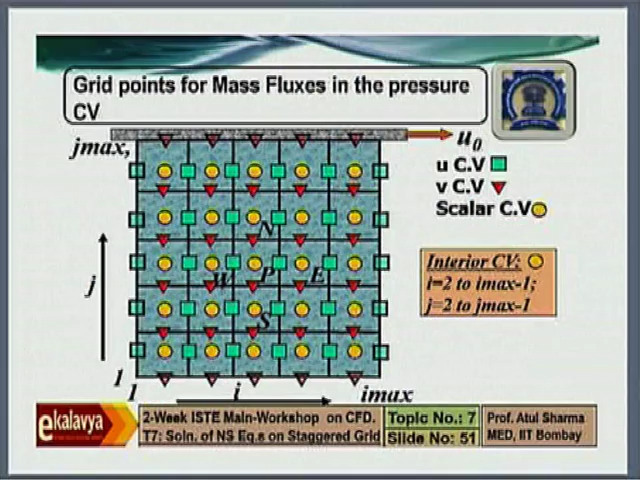 Grid points for Mass Fluxes in the pressure
CV
jmax,
u0
u C.V
v C.V
Scalar C.V
N
W P E
S
Interior CV:
i=2 to imax-1;
j=2 to jmax-1
j
1
1
i
imax
ekalavya
2-Week ISTE Main-Workshop on CFD.
T7: Soln. of NS Eq.s on Staggered Grid
Topic No.: 7
Slide No: 51
Prof. Atul Sharma
MED, IIT Bombay